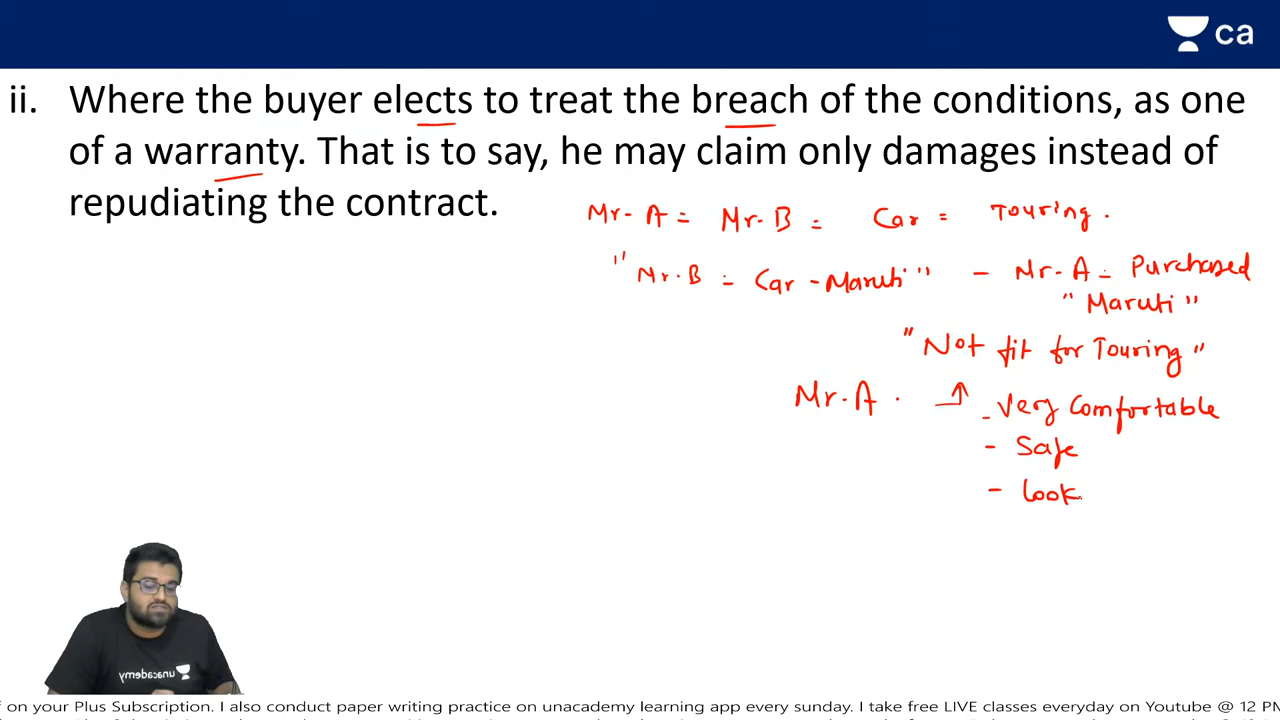 ca
ii. Where the buyer elects to treat the breach of the conditions, as one
of a warranty. That is to say, he may claim only damages instead of
repudiating the contract.
Mr. A = Mr. B = Car = Touring.
"Mr. B = Car - Maruti" - Mr. A = Purchased
"Maruti"
"Not fit for Touring"
Mr. A. - Very Comfortable
- Safe
- Look
unacademy
on your Plus Subscription. I also conduct paper writing practice on unacademy learning app every sunday. I take free LIVE classes everyday on Youtube @ 12 P